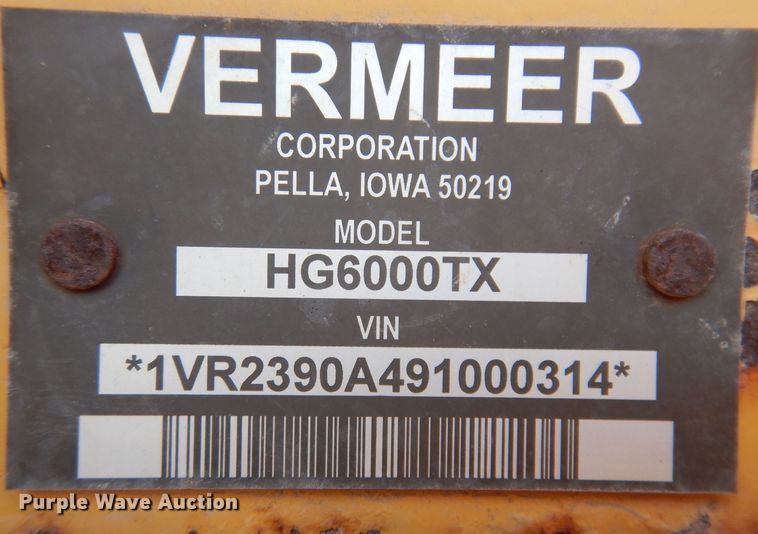 VERMEER
CORPORATION
PELLA, IOWA 50219
MODEL
HG6000TX
VIN
*1VR2390A491000314*
Purple Wave Auction